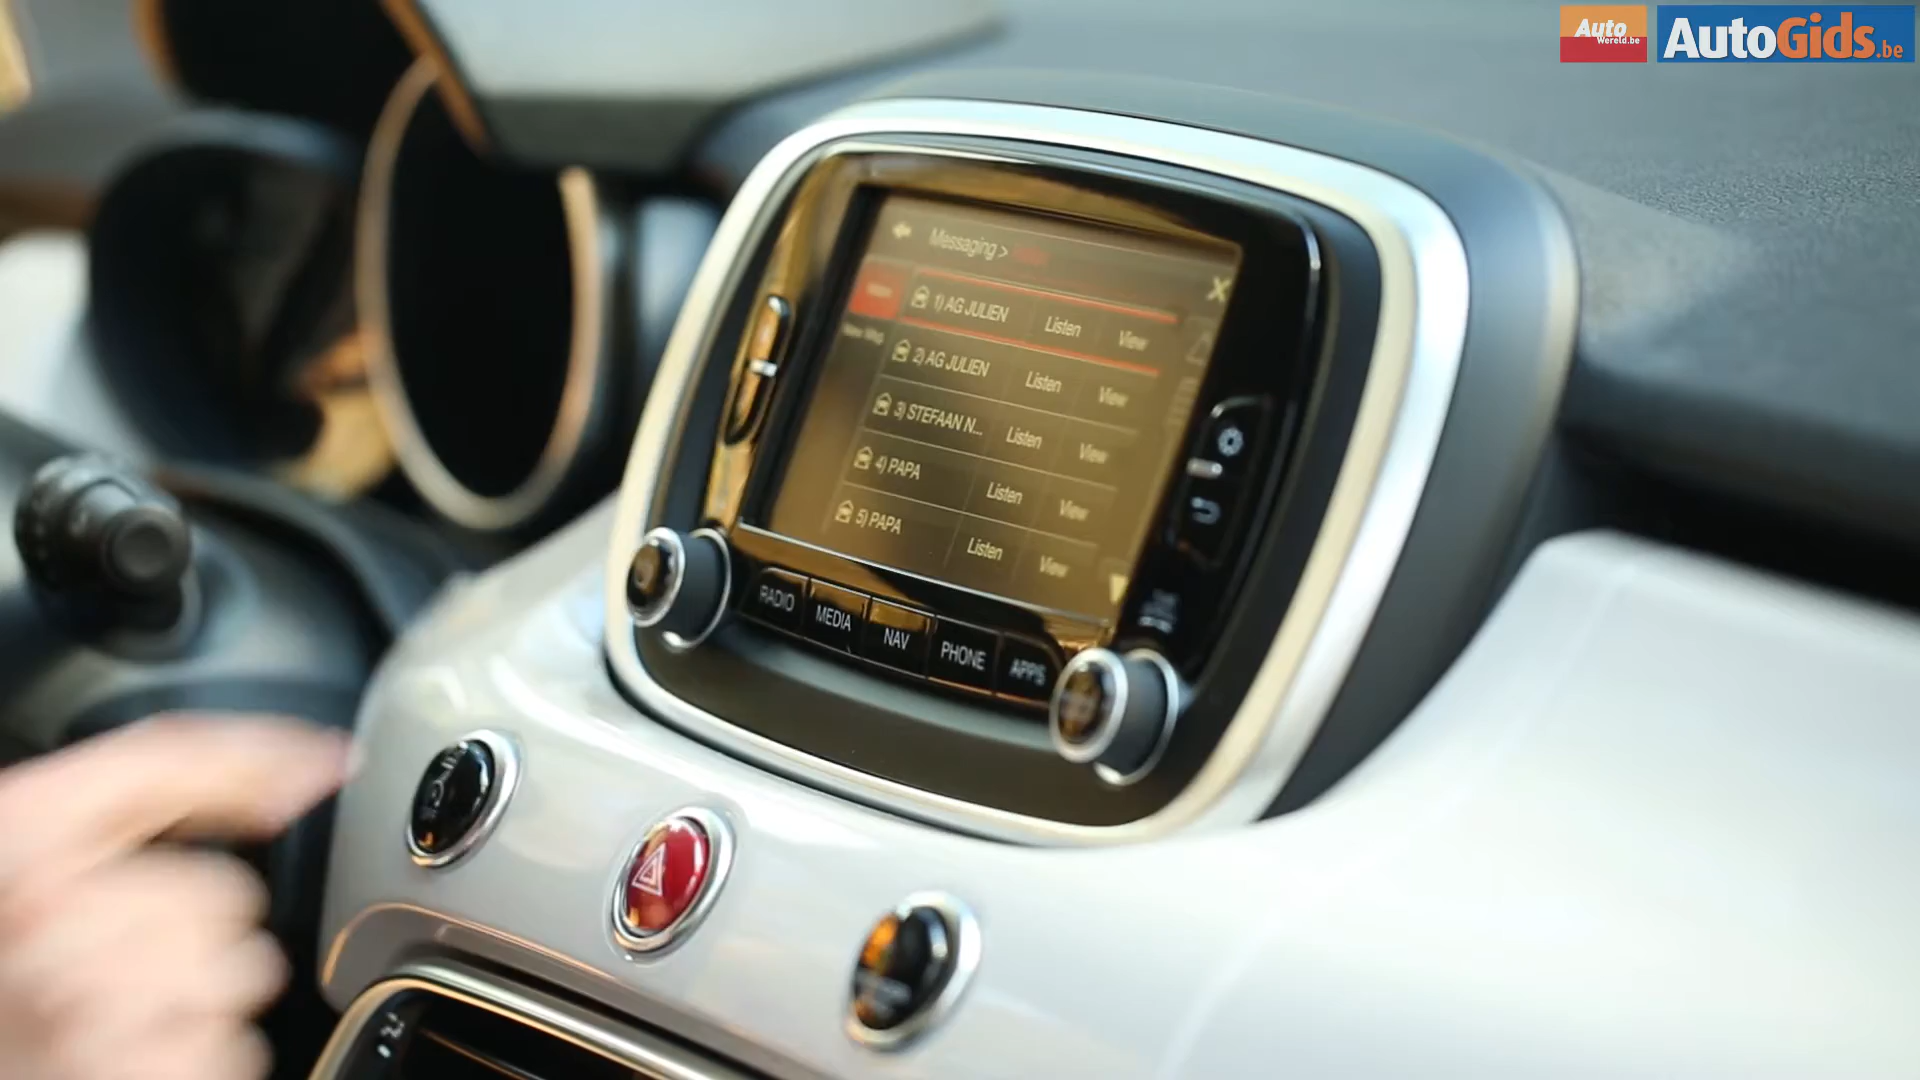 Auto
Wereld.be
AutoGids.be
Messaging >
1) AG JULIEN Listen View
2) AG JULIEN Listen View
3) STEFAAN N... Listen View
4) PAPA Listen View
5) PAPA Listen View
RADIO MEDIA NAV PHONE APPS